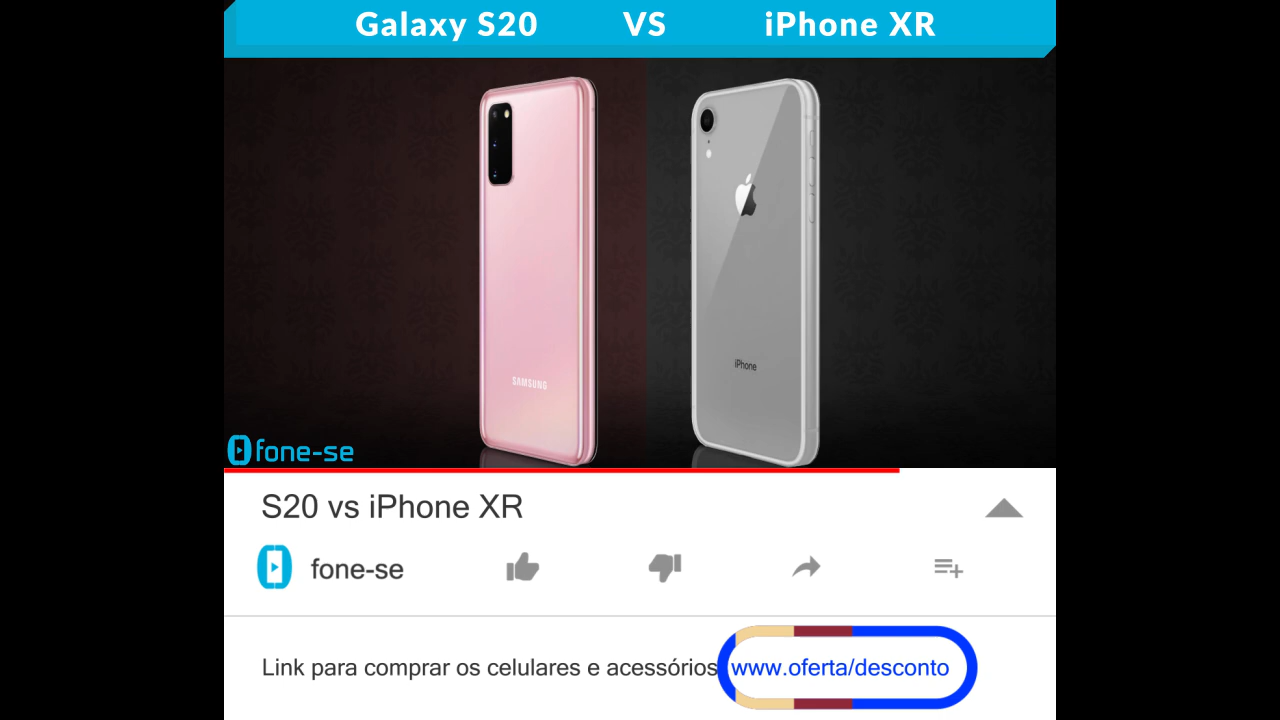 Galaxy S20 VS iPhone XR
SAMSUNG
iPhone
fone-se
S20 vs iPhone XR
fone-se
Link para comprar os celulares e acessórios www.oferta/desconto